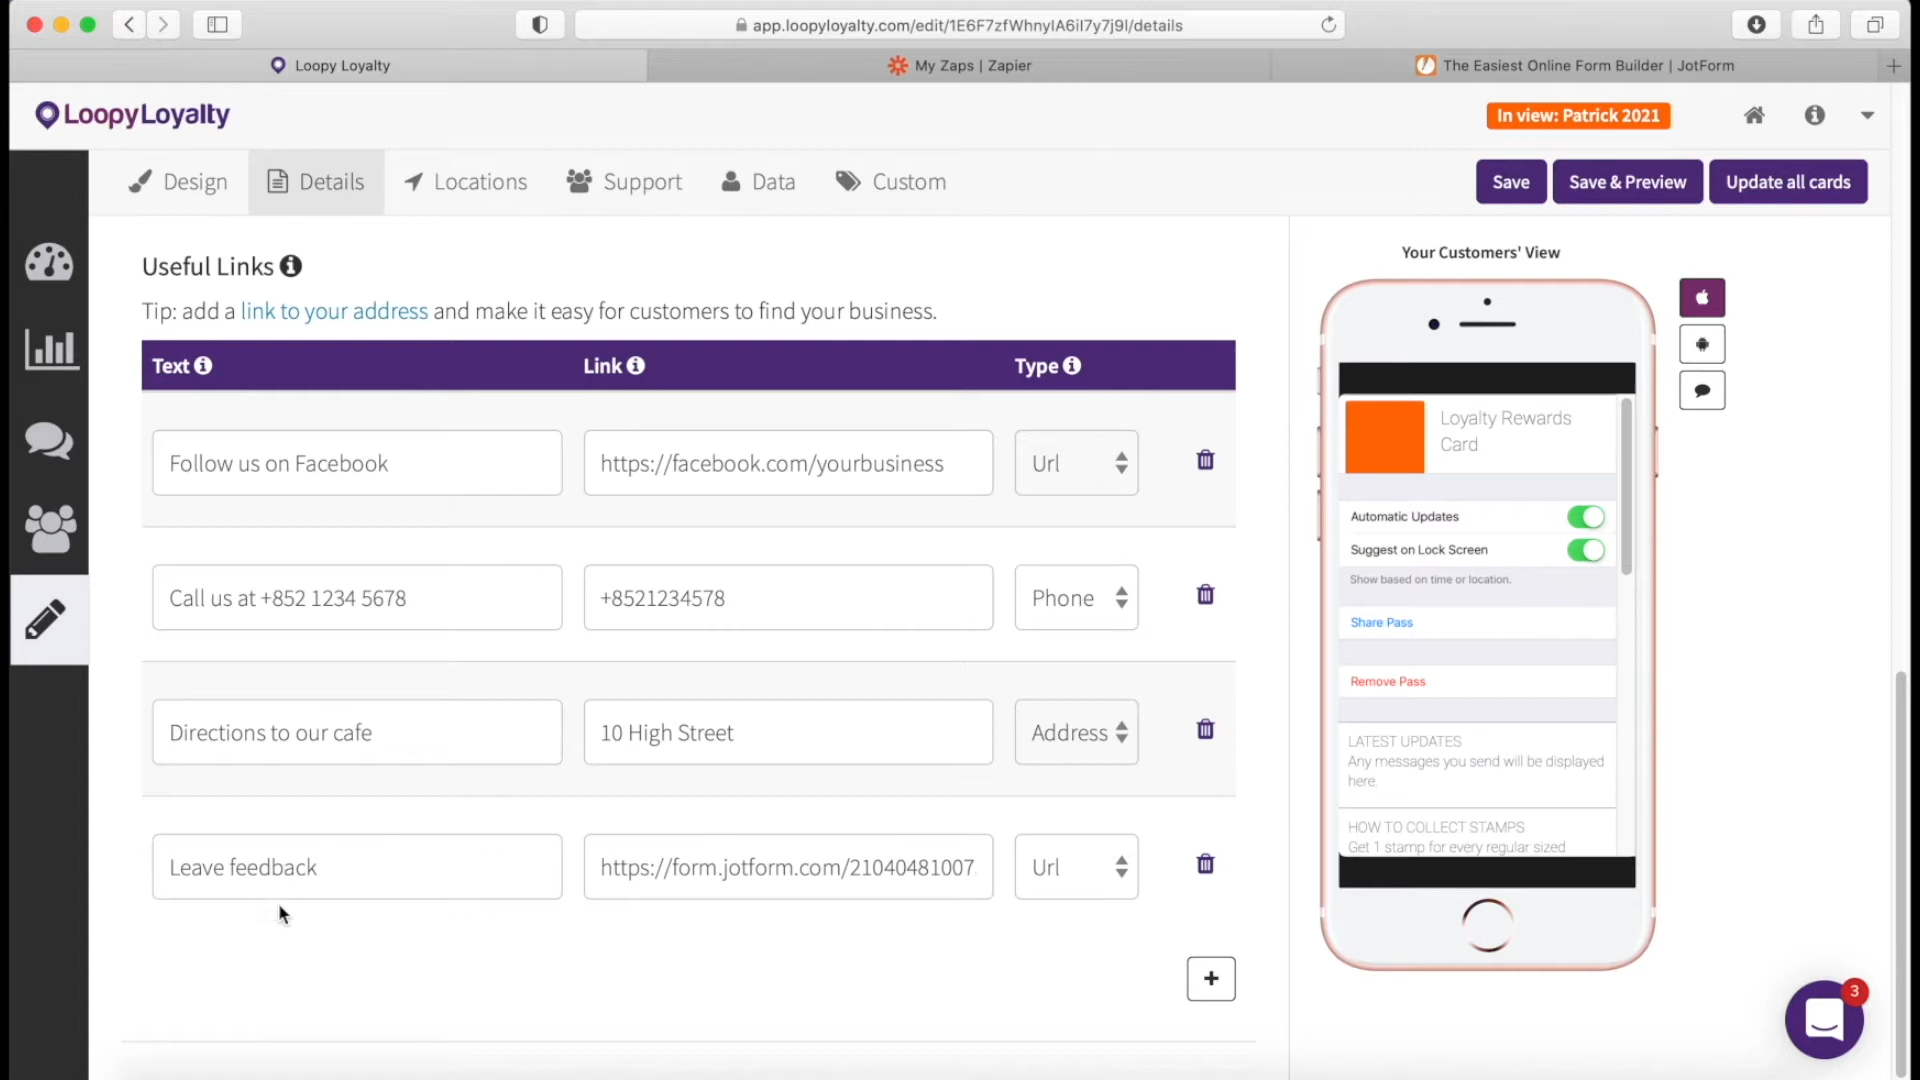 app.loopyloyalty.com/edit/1E6F7zfWhnyIA6iI7y7j9I/details
Loopy Loyalty
My Zaps | Zapier
The Easiest Online Form Builder | JotForm
LoopyLoyalty
In view: Patrick 2021
Design
Details
Locations
Support
Data
Custom
Save
Save & Preview
Update all cards
Useful Links
Tip: add a link to your address and make it easy for customers to find your business.
Text
Link
Type
Follow us on Facebook
https://facebook.com/yourbusiness
Url
Call us at +852 1234 5678
+8521234578
Phone
Directions to our cafe
10 High Street
Address
Leave feedback
https://form.jotform.com/21040481007
Url
+
Your Customers' View
Loyalty Rewards
Card
Automatic Updates
Suggest on Lock Screen
Show based on time or location.
Share Pass
Remove Pass
LATEST UPDATES
Any messages you send will be displayed
here.
HOW TO COLLECT STAMPS
Get 1 stamp for every regular sized
3